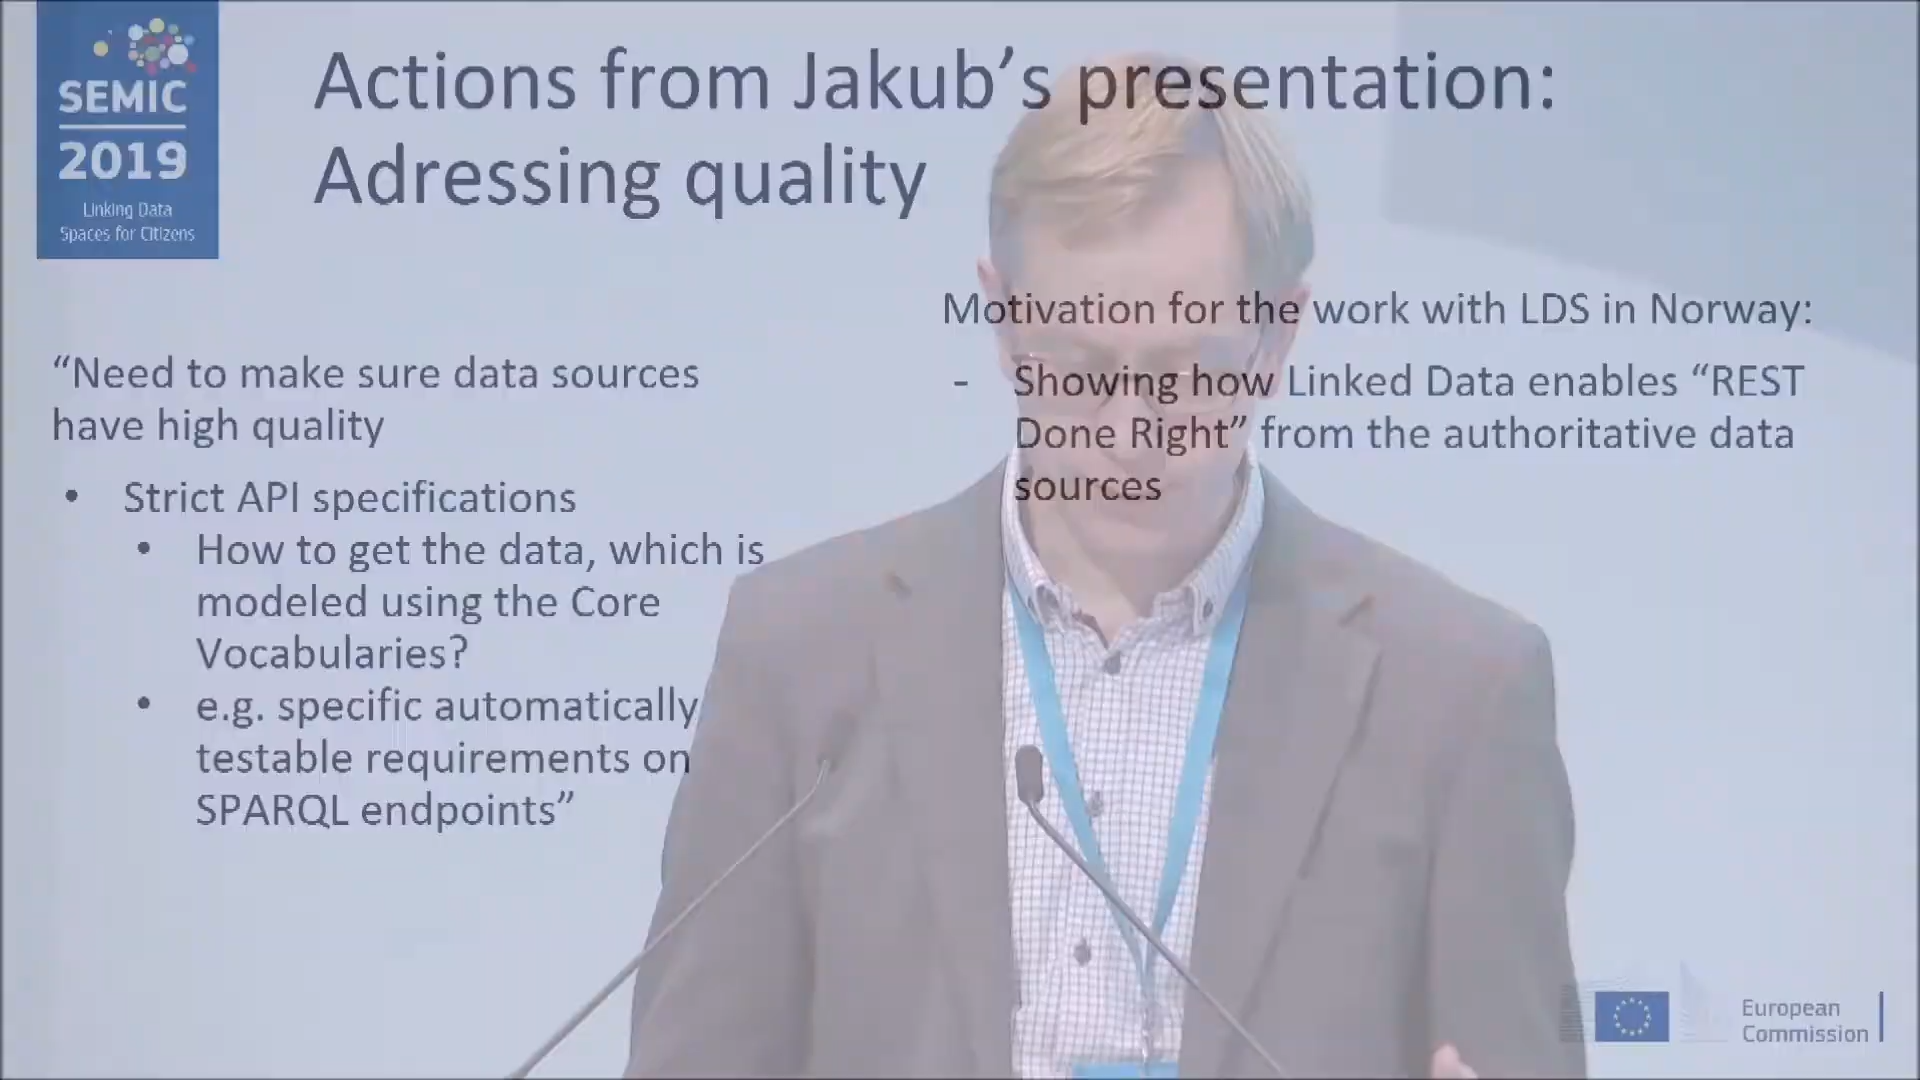 SEMIC
2019
Linking Data
Spaces for Citizens
Actions from Jakub’s presentation:
Adressing quality
“Need to make sure data sources
have high quality
• Strict API specifications
• How to get the data, which is
modeled using the Core
Vocabularies?
• e.g. specific automatically
testable requirements on
SPARQL endpoints”
Motivation for the work with LDS in Norway:
- Showing how Linked Data enables “REST
Done Right” from the authoritative data
sources
European
Commission